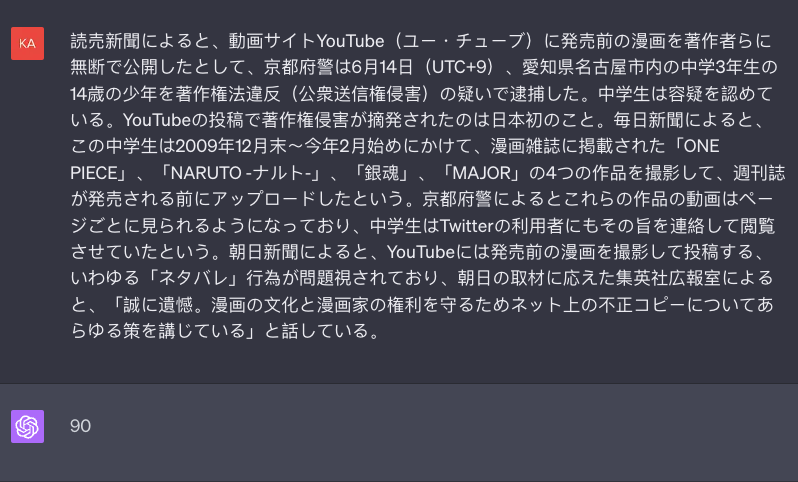 KA
読売新聞によると、動画サイトYouTube（ユー・チューブ）に発売前の漫画を著作者らに
無断で公開したとして、京都府警は6月14日（UTC+9）、愛知県名古屋市内の中学3年生の
14歳の少年を著作権法違反（公衆送信権侵害）の疑いで逮捕した。中学生は容疑を認めて
いる。YouTubeの投稿で著作権侵害が摘発されたのは日本初のこと。毎日新聞によると、
この中学生は2009年12月末～今年2月始めにかけて、漫画雑誌に掲載された「ONE
PIECE」、「NARUTO -ナルト-」、「銀魂」、「MAJOR」の4つの作品を撮影して、週刊誌
が発売される前にアップロードしたという。京都府警によるとこれらの作品の動画はペー
ジごとに見られるようになっており、中学生はTwitterの利用者にもその旨を連絡して閲覧
させていたという。朝日新聞によると、YouTubeには発売前の漫画を撮影して投稿する、
いわゆる「ネタバレ」行為が問題視されており、朝日の取材に応えた集英社広報室による
と、「誠に遺憾。漫画の文化と漫画家の権利を守るためネット上の不正コピーについてあ
らゆる策を講じている」と話している。
90